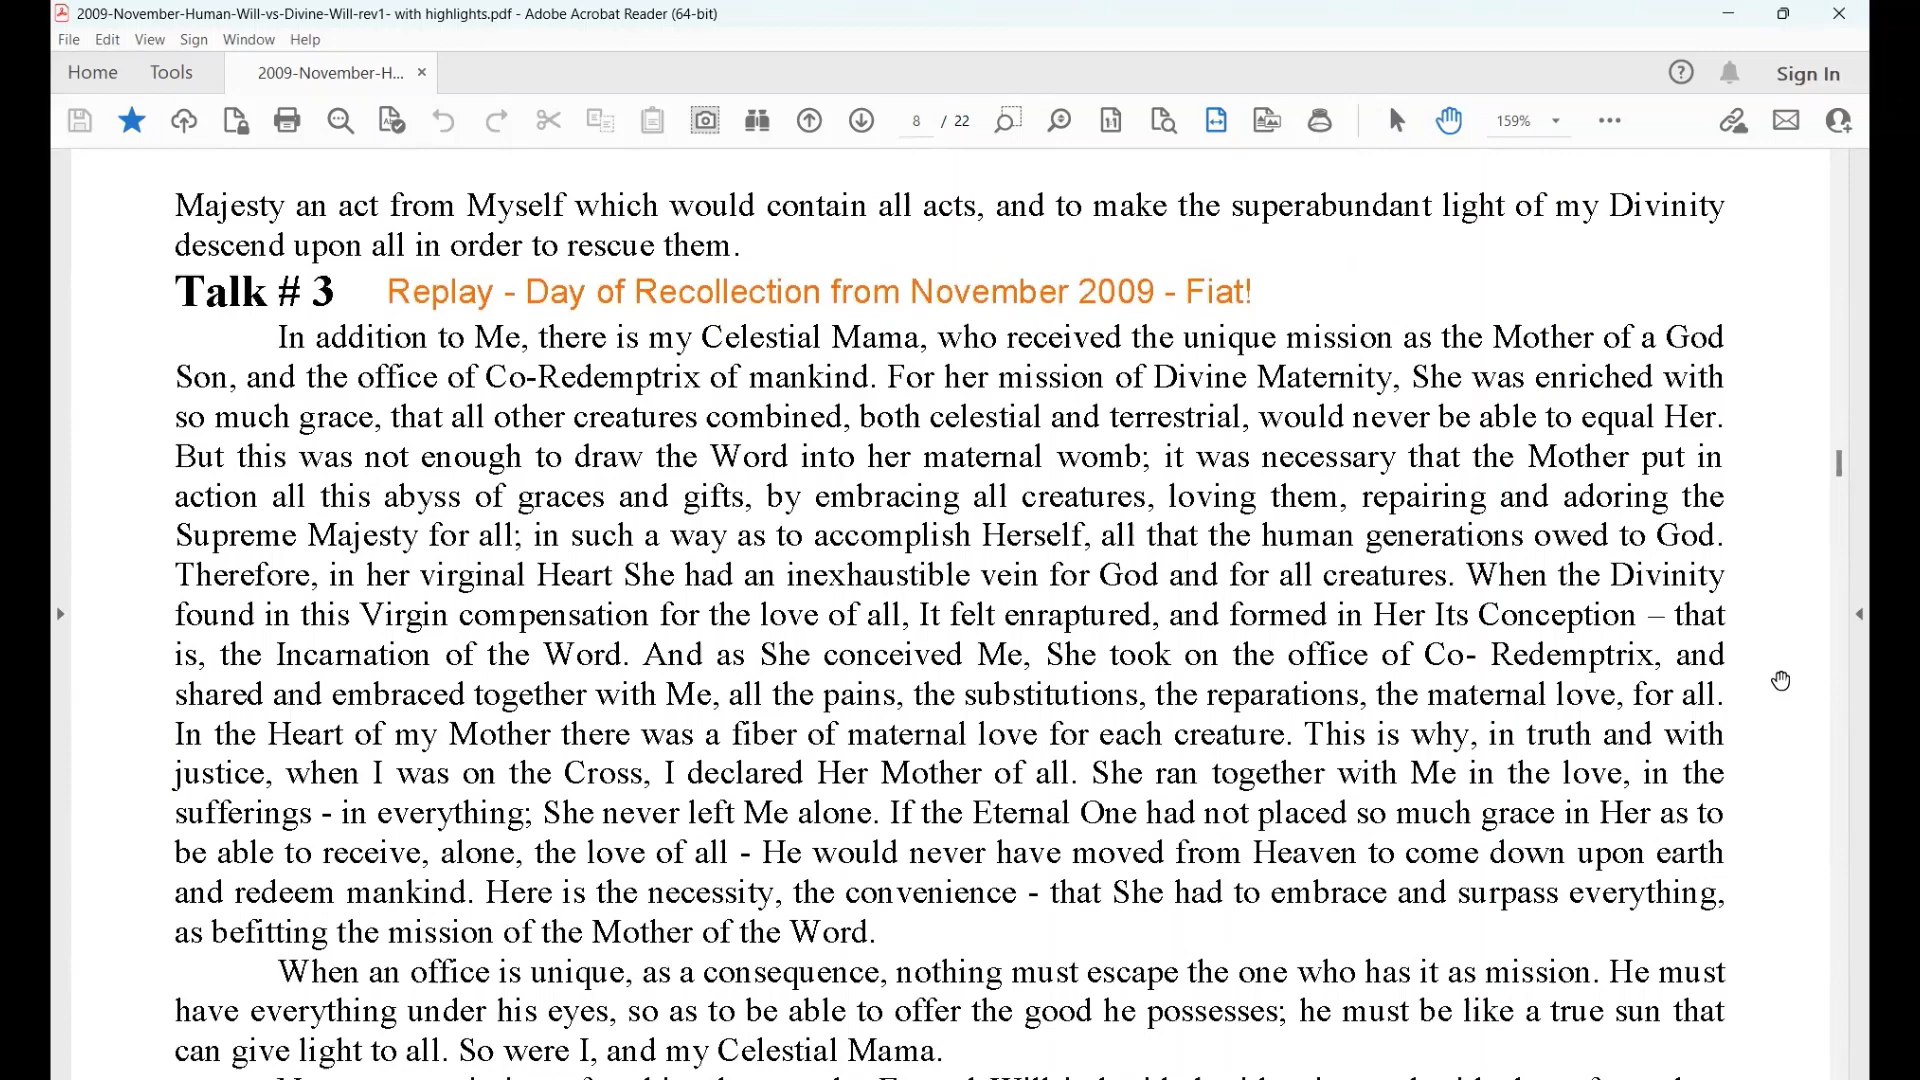 2009-November-Human-Will-vs-Divine-Will-rev1- with highlights.pdf - Adobe Acrobat Reader (64-bit)
File Edit View Sign Window Help
Home Tools 2009-November-H... × Sign In
8 / 22 159%
Majesty an act from Myself which would contain all acts, and to make the superabundant light of my Divinity
descend upon all in order to rescue them.
Talk # 3 Replay - Day of Recollection from November 2009 - Fiat!
In addition to Me, there is my Celestial Mama, who received the unique mission as the Mother of a God
Son, and the office of Co-Redemptrix of mankind. For her mission of Divine Maternity, She was enriched with
so much grace, that all other creatures combined, both celestial and terrestrial, would never be able to equal Her.
But this was not enough to draw the Word into her maternal womb; it was necessary that the Mother put in
action all this abyss of graces and gifts, by embracing all creatures, loving them, repairing and adoring the
Supreme Majesty for all; in such a way as to accomplish Herself, all that the human generations owed to God.
Therefore, in her virginal Heart She had an inexhaustible vein for God and for all creatures. When the Divinity
found in this Virgin compensation for the love of all, It felt enraptured, and formed in Her Its Conception – that
is, the Incarnation of the Word. And as She conceived Me, She took on the office of Co- Redemptrix, and
shared and embraced together with Me, all the pains, the substitutions, the reparations, the maternal love, for all.
In the Heart of my Mother there was a fiber of maternal love for each creature. This is why, in truth and with
justice, when I was on the Cross, I declared Her Mother of all. She ran together with Me in the love, in the
sufferings - in everything; She never left Me alone. If the Eternal One had not placed so much grace in Her as to
be able to receive, alone, the love of all - He would never have moved from Heaven to come down upon earth
and redeem mankind. Here is the necessity, the convenience - that She had to embrace and surpass everything,
as befitting the mission of the Mother of the Word.
When an office is unique, as a consequence, nothing must escape the one who has it as mission. He must
have everything under his eyes, so as to be able to offer the good he possesses; he must be like a true sun that
can give light to all. So were I, and my Celestial Mama.